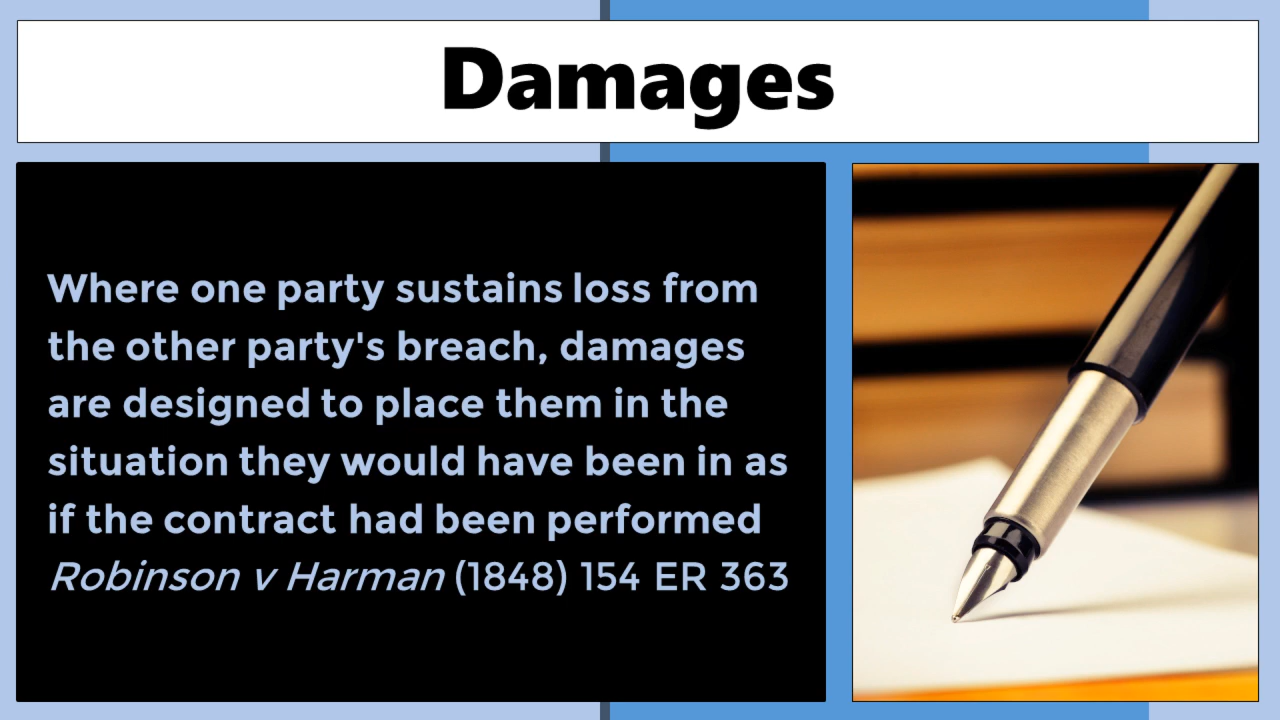 Damages
Where one party sustains loss from
the other party's breach, damages
are designed to place them in the
situation they would have been in as
if the contract had been performed
Robinson v Harman (1848) 154 ER 363